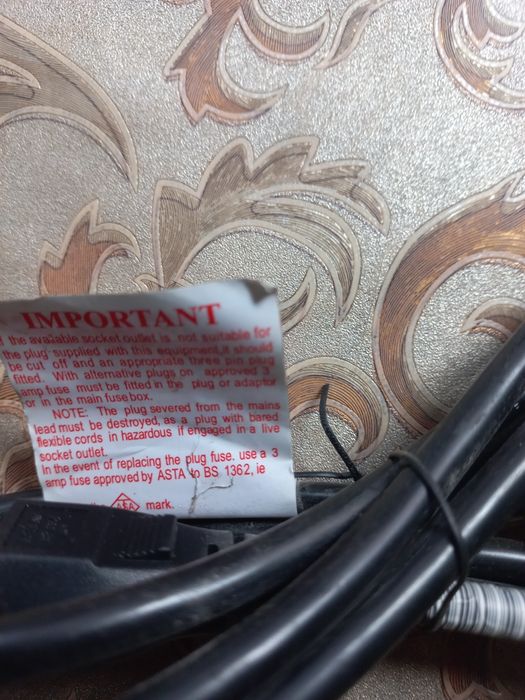 IMPORTANT
the available socket outlet is not suitable for
the plug supplied with this equipment,it should
be cut off and an appropriate three pin plug
fitted. With alternative plugs on approved 3
amp fuse must be fitted in the plug or adaptor
or in the main fuse box.
NOTE: The plug severed from the mains
lead must be destroyed, as a plug with bared
flexible cords in hazardous if engaged in a live
socket outlet.
In the event of replacing the plug fuse. use a 3
amp fuse approved by ASTA to BS 1362, ie
ASA mark.